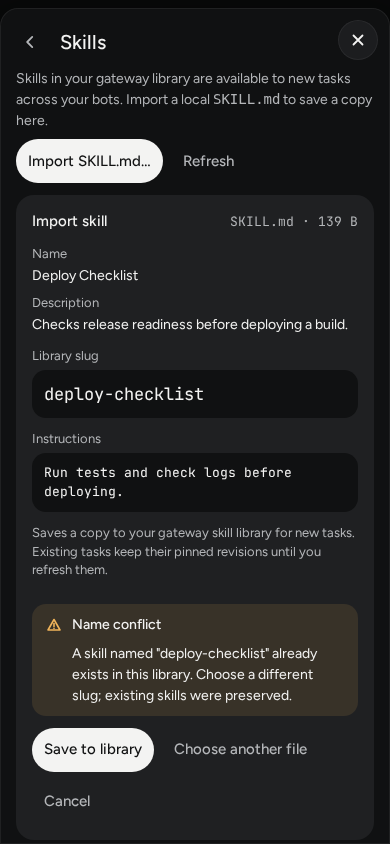 Skills
Skills in your gateway library are available to new tasks
across your bots. Import a local SKILL.md to save a copy
here.
Import SKILL.md...
Refresh
Import skill
SKILL.md · 139 B
Name
Deploy Checklist
Description
Checks release readiness before deploying a build.
Library slug
deploy-checklist
Instructions
Run tests and check logs before
deploying.
Saves a copy to your gateway skill library for new tasks.
Existing tasks keep their pinned revisions until you
refresh them.
Name conflict
A skill named "deploy-checklist" already
exists in this library. Choose a different
slug; existing skills were preserved.
Save to library
Choose another file
Cancel